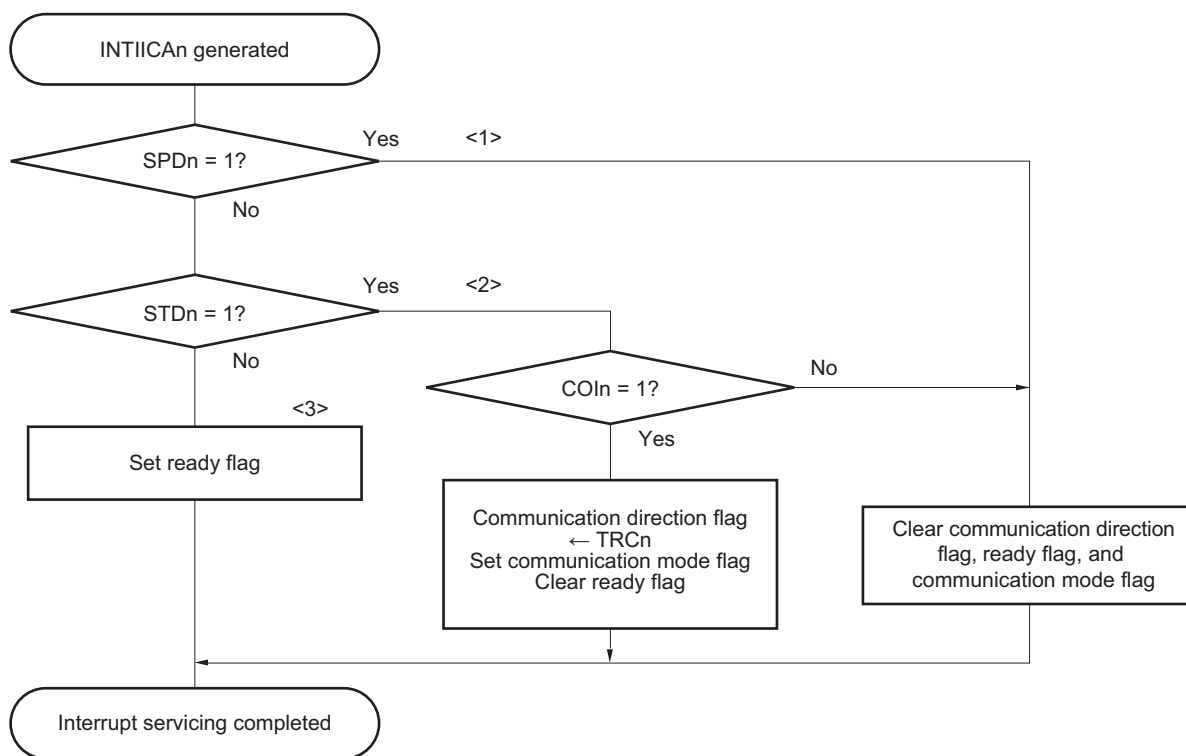 INTIICAn generated
SPDn = 1?
Yes
<1>
No
STDn = 1?
Yes
<2>
No
COIn = 1?
No
Yes
<3>
Set ready flag
Communication direction flag
← TRCn
Set communication mode flag
Clear ready flag
Clear communication direction
flag, ready flag, and
communication mode flag
Interrupt servicing completed